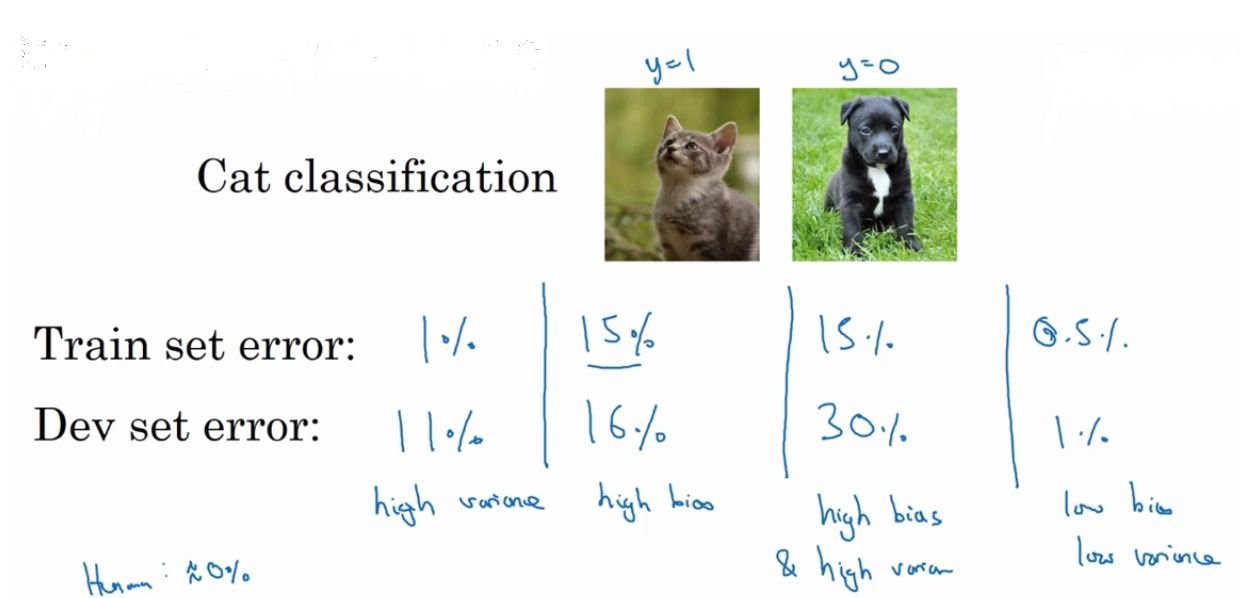 y=1 y=0
Cat classification
Train set error: 1% 15% 15% 0.5%
Dev set error: 11% 16% 30% 1%
high variance high bias high bias low bias
& high varian low variance
Human: ≈0%